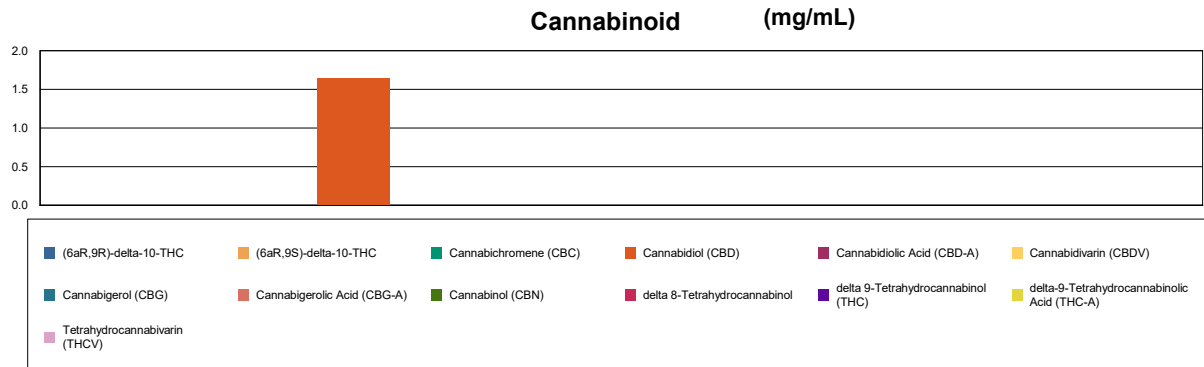 Cannabinoid (mg/mL)
2.0
1.5
1.0
0.5
0.0
(6aR,9R)-delta-10-THC
(6aR,9S)-delta-10-THC
Cannabichromene (CBC)
Cannabidiol (CBD)
Cannabidiolic Acid (CBD-A)
Cannabidivarin (CBDV)
Cannabigerol (CBG)
Cannabigerolic Acid (CBG-A)
Cannabinol (CBN)
delta 8-Tetrahydrocannabinol
delta 9-Tetrahydrocannabinol
(THC)
delta-9-Tetrahydrocannabinolic
Acid (THC-A)
Tetrahydrocannabivarin
(THCV)